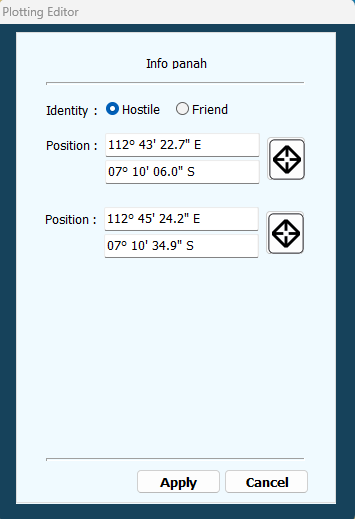 Plotting Editor
Info panah
Identity : Hostile Friend
Position : 112° 43' 22.7" E
07° 10' 06.0" S
Position : 112° 45' 24.2" E
07° 10' 34.9" S
Apply Cancel